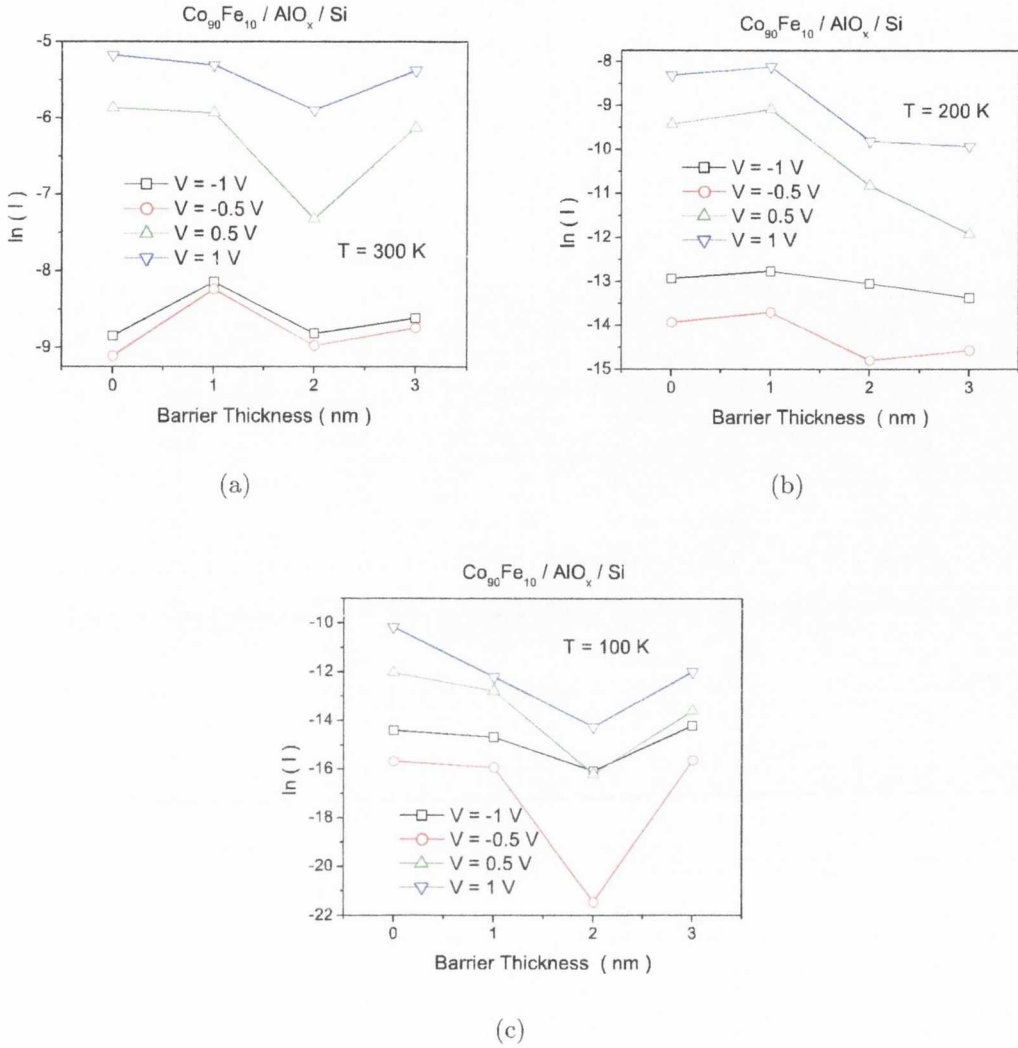 Co90Fe10 / AlOx / Si
-5
-6
-7
-8
-9
ln ( I )
V = -1 V
V = -0.5 V
V = 0.5 V
V = 1 V
T = 300 K
0 1 2 3
Barrier Thickness ( nm )
(a)
Co90Fe10 / AlOx / Si
-8
-9
-10
-11
-12
-13
-14
-15
ln ( I )
T = 200 K
V = -1 V
V = -0.5 V
V = 0.5 V
V = 1 V
0 1 2 3
Barrier Thickness ( nm )
(b)
Co90Fe10 / AlOx / Si
-10
-12
-14
-16
-18
-20
-22
ln ( I )
T = 100 K
V = -1 V
V = -0.5 V
V = 0.5 V
V = 1 V
0 1 2 3
Barrier Thickness ( nm )
(c)